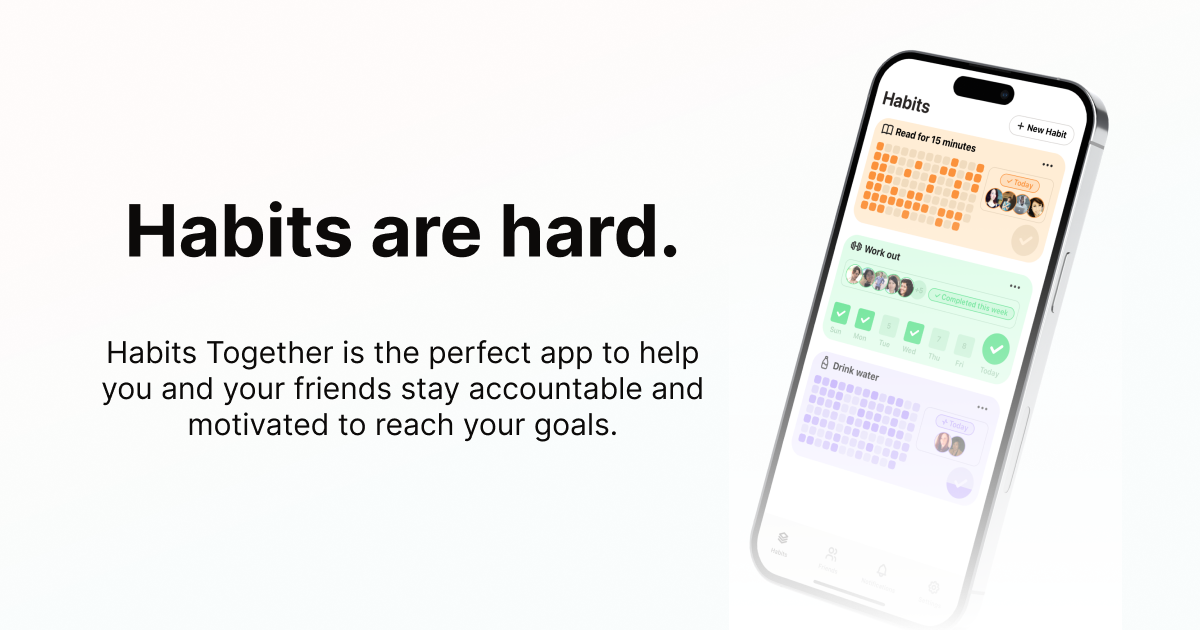 Habits are hard.
Habits Together is the perfect app to help
you and your friends stay accountable and
motivated to reach your goals.
Habits
+ New Habit
Read for 15 minutes
Today
Work out
Completed this week
Sun Mon Tue Wed Thu Fri Today
Drink water
Today
Habits